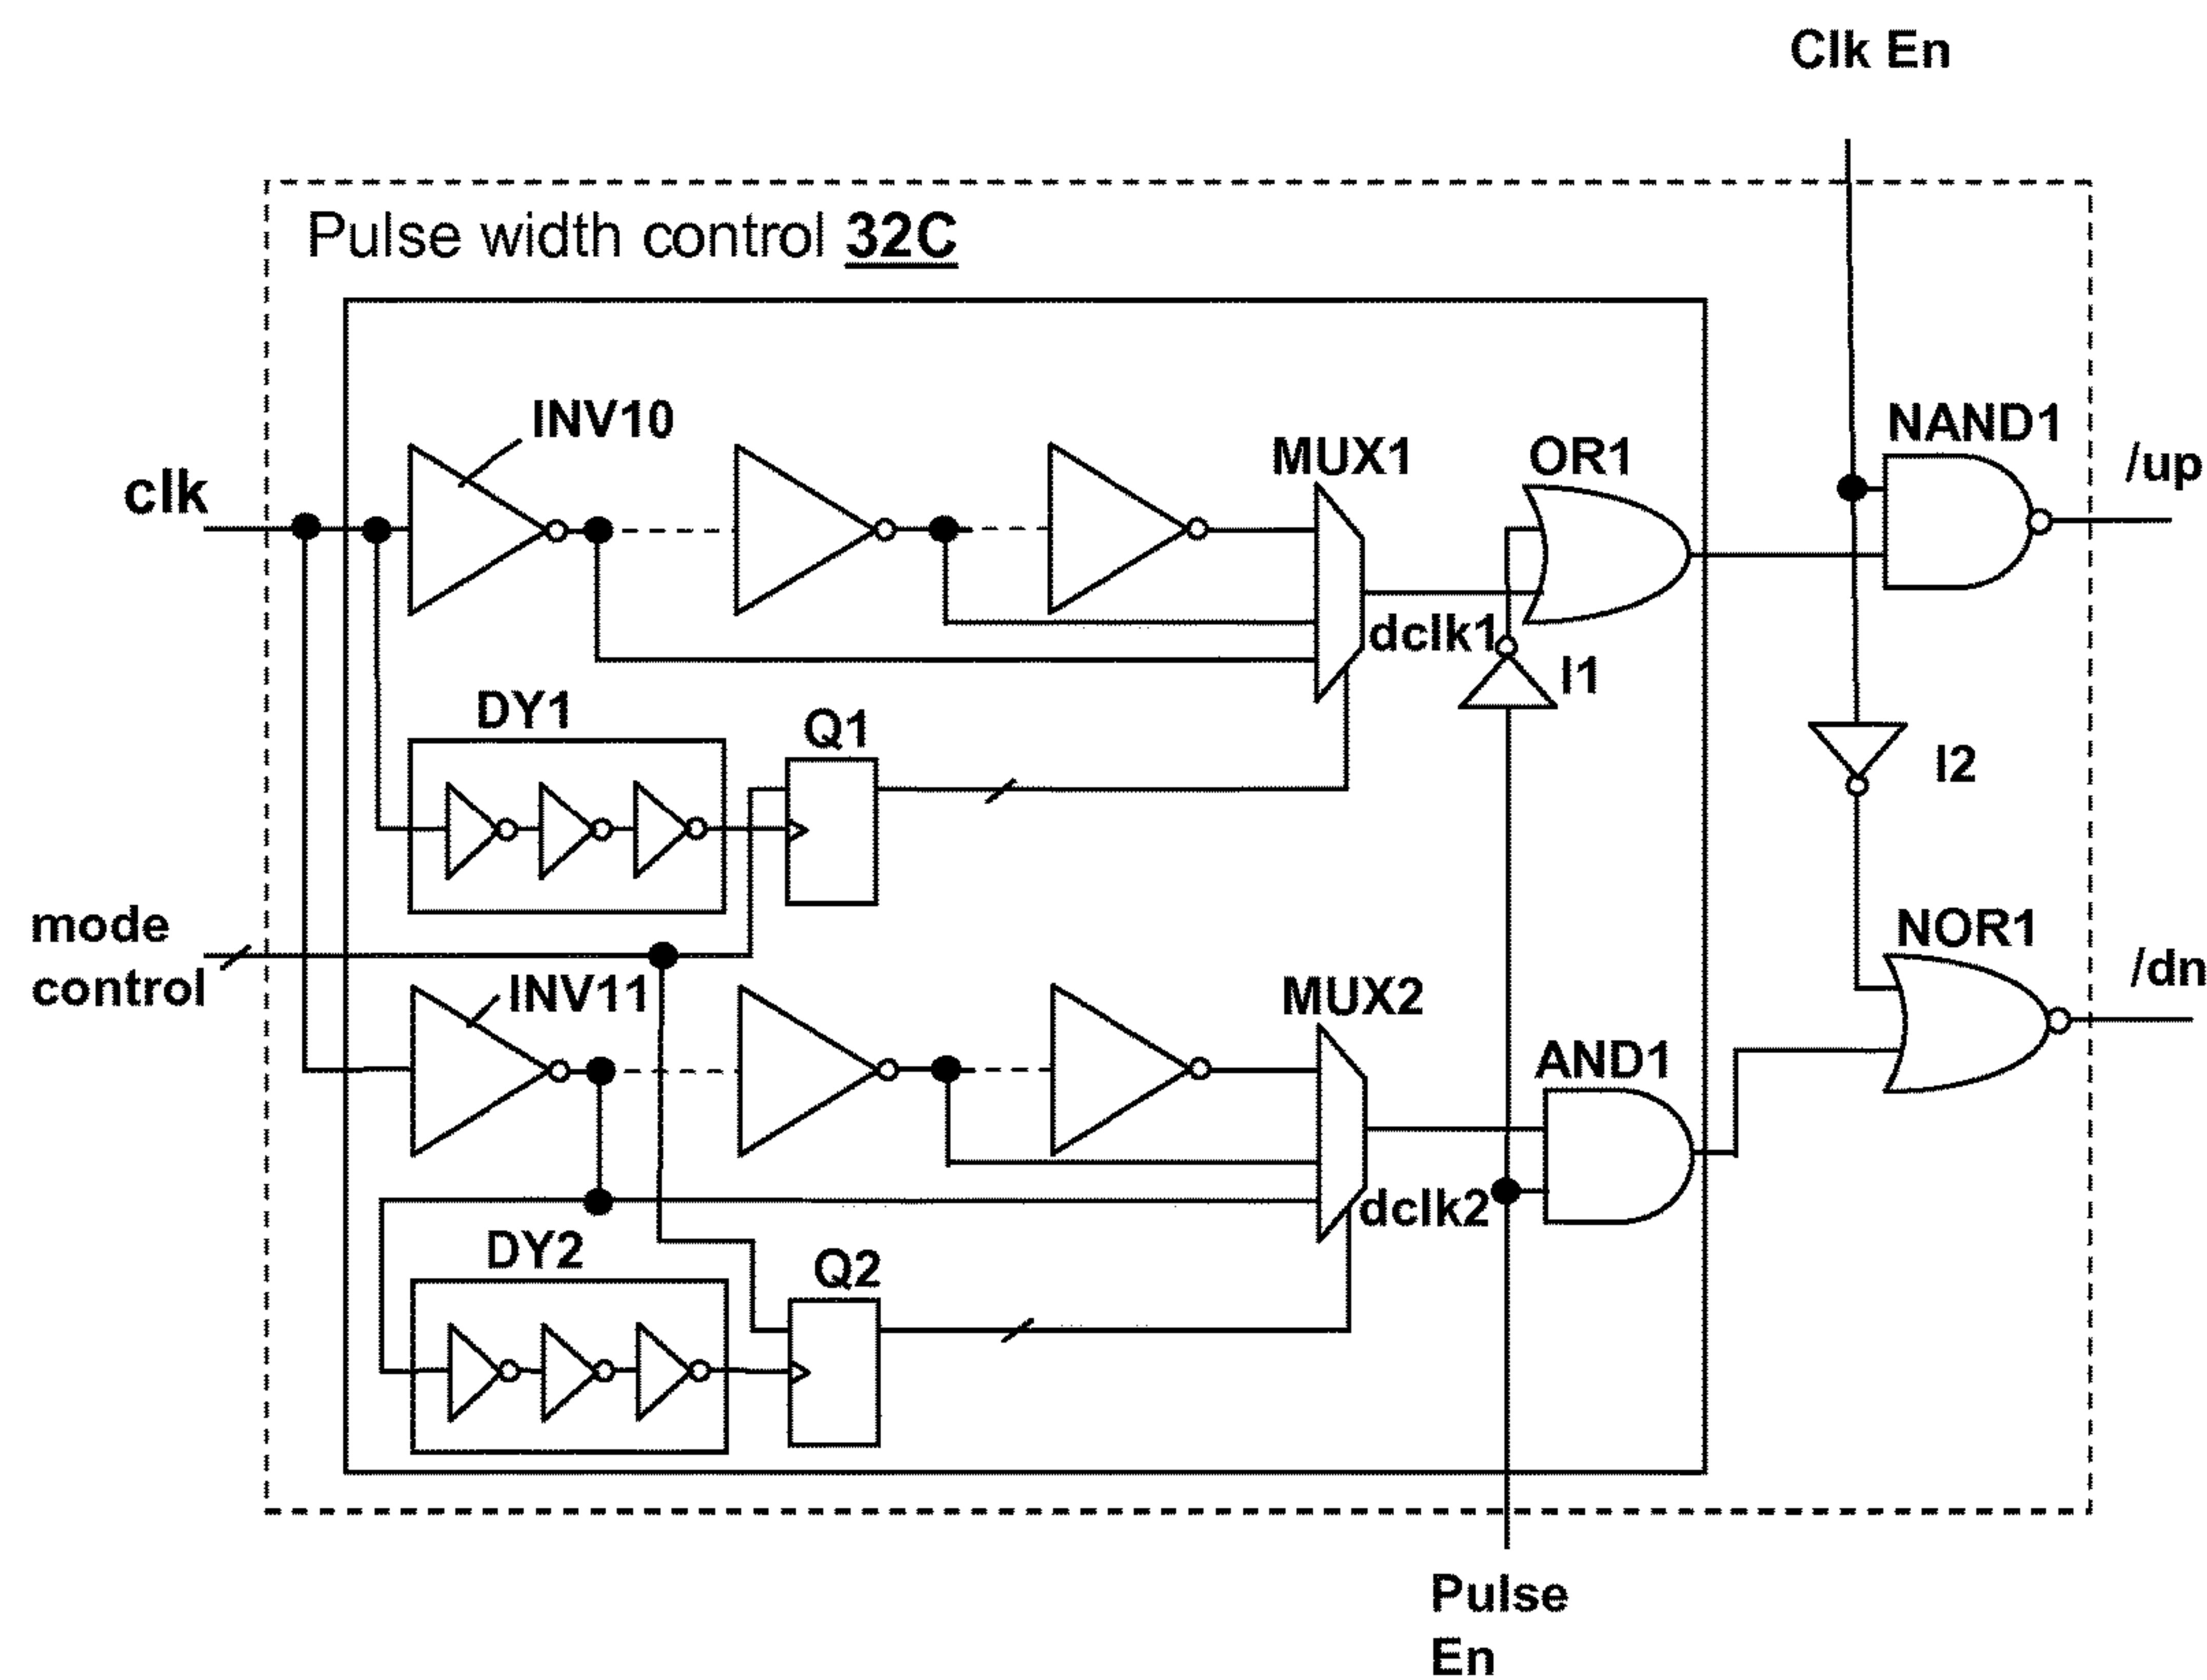 Clk En
Pulse width control 32C
INV10
MUX1
OR1
NAND1
/up
clk
dclk1
I1
DY1
Q1
I2
mode
control
INV11
MUX2
NOR1
/dn
AND1
dclk2
DY2
Q2
Pulse
En